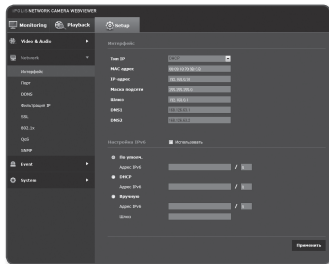 iPOLiS NETWORK CAMERA WEBVIEWER
Monitoring
Playback
Setup
Video & Audio
Network
Интерфейс
Порт
DDNS
Фильтрация IP
SSL
802.1x
QoS
SNMP
Event
System
Интерфейс
Тип IP
DHCP
MAC адрес
IP-адрес
Маска подсети
Шлюз
DNS1
DNS2
Настройка IPv6
Использовать
По умолч.
Адрес IPv6 /
DHCP
Адрес IPv6 /
Вручную
Адрес IPv6 /
Шлюз
Применить